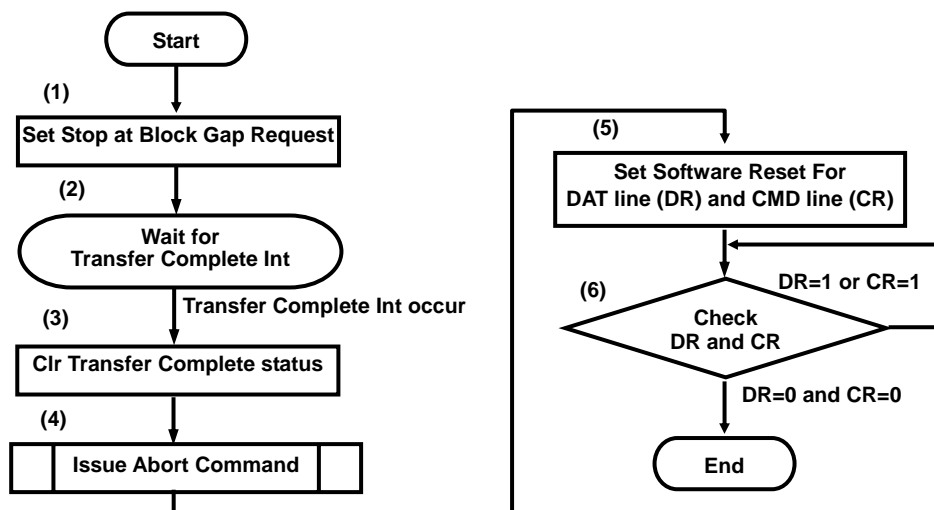 Start
(1)
Set Stop at Block Gap Request
(2)
Wait for
Transfer Complete Int
Transfer Complete Int occur
(3)
Clr Transfer Complete status
(4)
Issue Abort Command
(5)
Set Software Reset For
DAT line (DR) and CMD line (CR)
DR=1 or CR=1
(6)
Check
DR and CR
DR=0 and CR=0
End